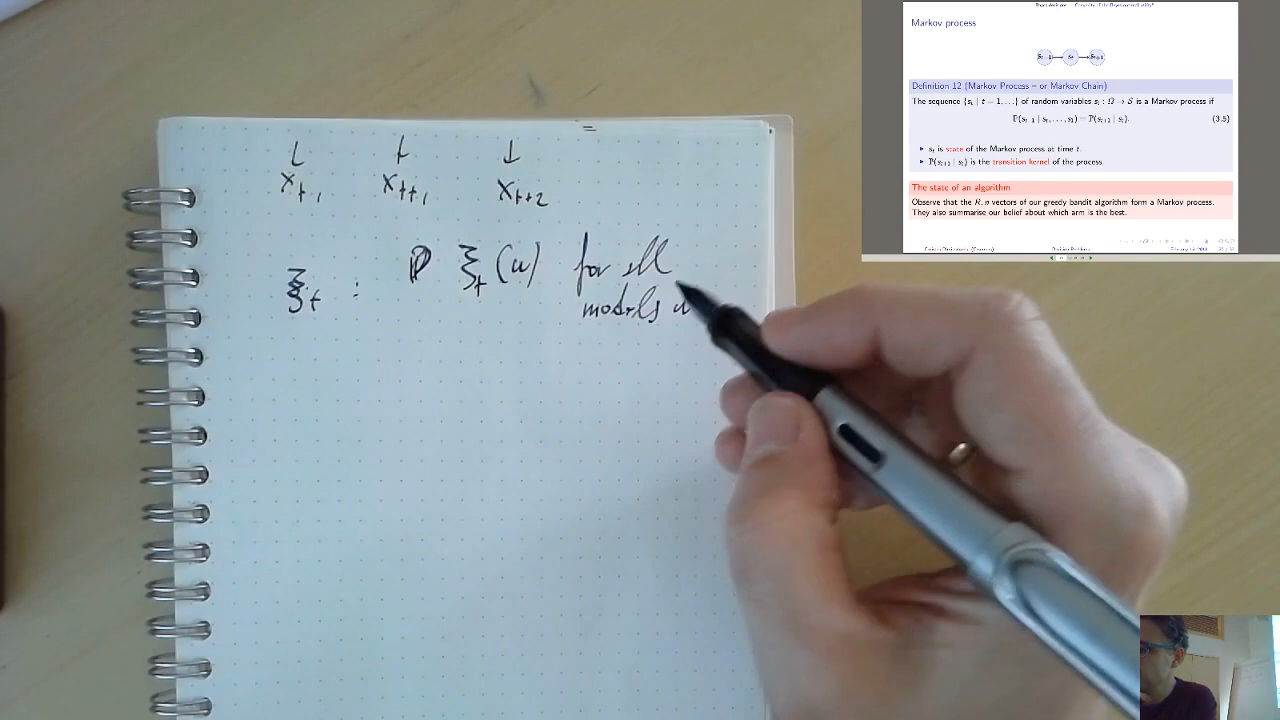 Markov process
Definition 12 (Markov Process – or Markov Chain)
The sequence {s_t | t = 1, ...} of random variables s_t : Ω → S is a Markov process if
ℙ(s_{t+1} | s_t, ..., s_1) = ℙ(s_{t+1} | s_t). (3.5)
▶ s_t is state of the Markov process at time t.
▶ ℙ(s_{t+1} | s_t) is the transition kernel of the process.
The state of an algorithm
Observe that the R, n vectors of our greedy bandit algorithm form a Markov process.
They also summarise our belief about which arm is the best.
x_{t+1} x_{t+2}
ξ_t : ξ_t (u) for all
models u